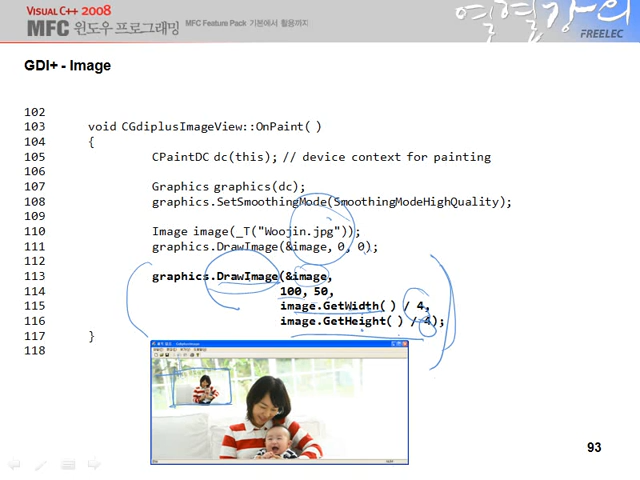 VISUAL C++ 2008
MFC 윈도우 프로그래밍 MFC Feature Pack 기본에서 활용까지
열혈강의
FREELEC
GDI+ - Image
102
103 void CGdiplusImageView::OnPaint( )
104 {
105 CPaintDC dc(this); // device context for painting
106
107 Graphics graphics(dc);
108 graphics.SetSmoothingMode(SmoothingModeHighQuality);
109
110 Image image(_T("Woojin.jpg"));
111 graphics.DrawImage(&image, 0, 0);
112
113 graphics.DrawImage(&image,
114 100, 50,
115 image.GetWidth( ) / 4,
116 image.GetHeight( ) / 4);
117 }
118
93